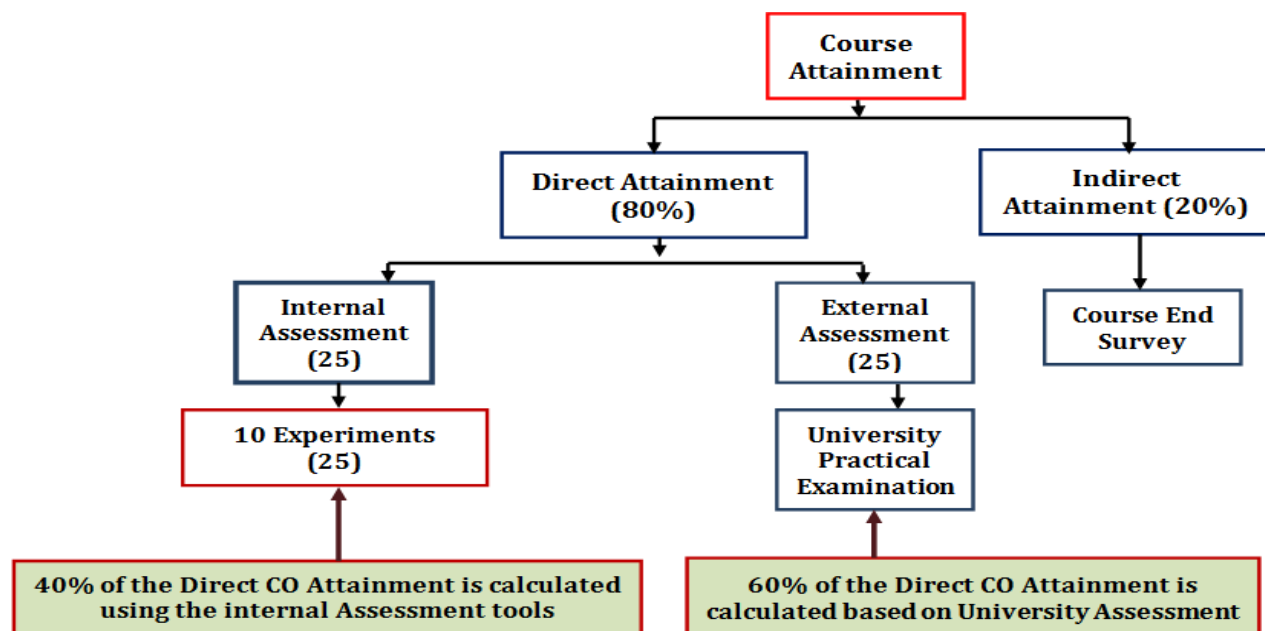 Course
Attainment
Direct Attainment
(80%)
Indirect
Attainment (20%)
Internal
Assessment
(25)
External
Assessment
(25)
Course End
Survey
10 Experiments
(25)
University
Practical
Examination
40% of the Direct CO Attainment is calculated
using the internal Assessment tools
60% of the Direct CO Attainment is
calculated based on University Assessment